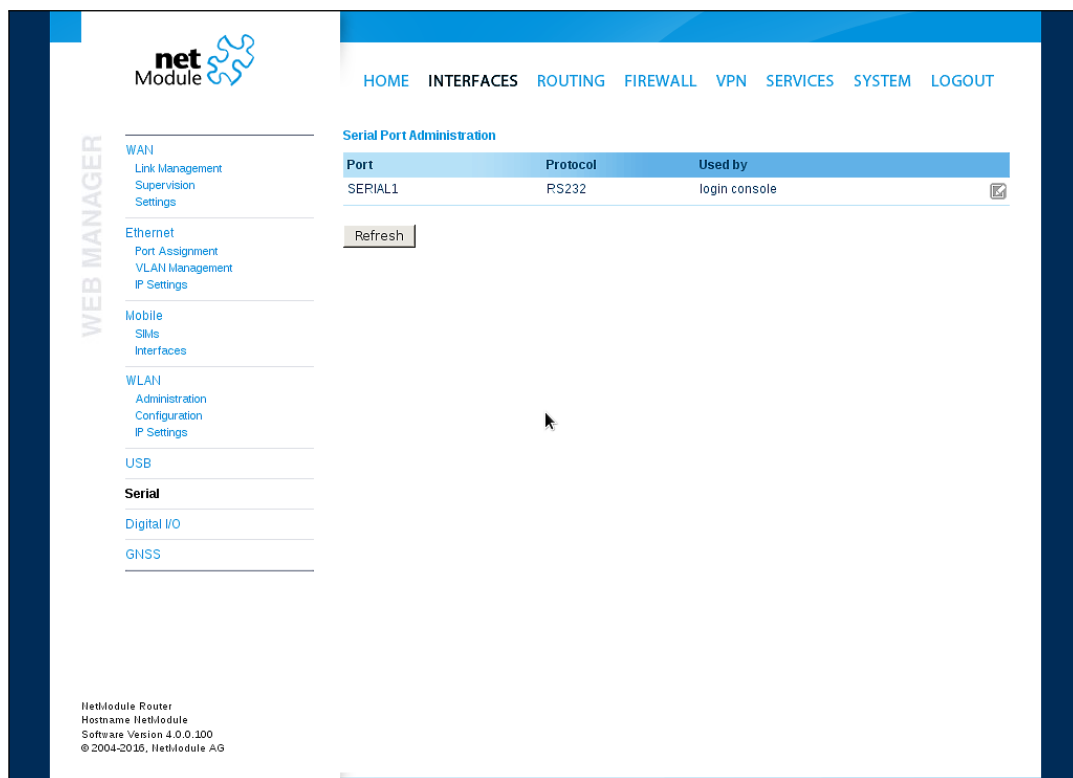 net
Module
HOME INTERFACES ROUTING FIREWALL VPN SERVICES SYSTEM LOGOUT
WEB MANAGER
WAN
Link Management
Supervision
Settings
Ethernet
Port Assignment
VLAN Management
IP Settings
Mobile
SIMs
Interfaces
WLAN
Administration
Configuration
IP Settings
USB
Serial
Digital I/O
GNSS
Serial Port Administration
Port Protocol Used by
SERIAL1 RS232 login console
Refresh
NetModule Router
Hostname NetModule
Software Version 4.0.0.100
© 2004-2016, NetModule AG